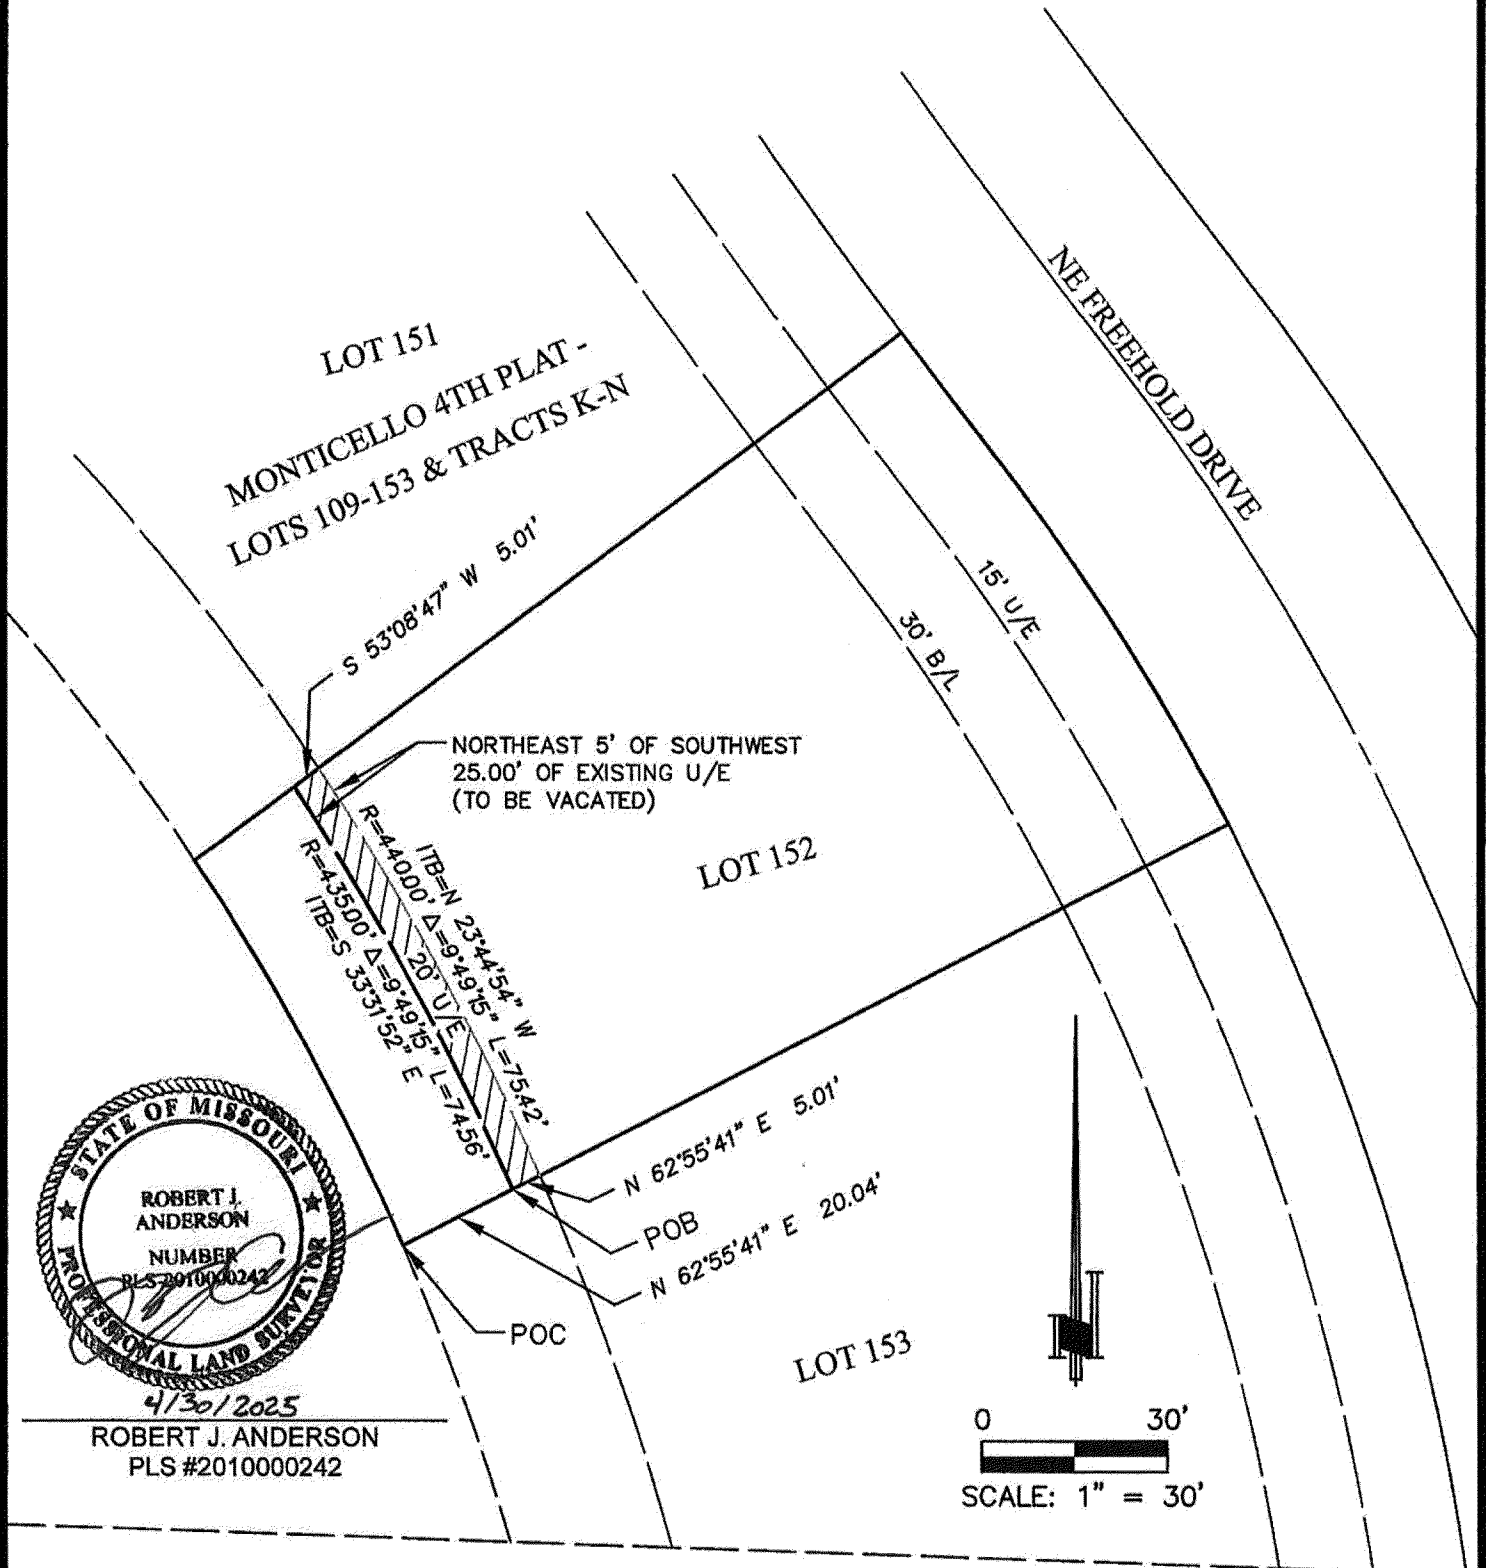 NE FREEHOLD DRIVE
LOT 151
MONTICELLO 4TH PLAT -
LOTS 109-153 & TRACTS K-N
S 53°08'47" W 5.01'
15' U/E
30' B/L
NORTHEAST 5' OF SOUTHWEST
25.00' OF EXISTING U/E
(TO BE VACATED)
LOT 152
ITB=N 23°44'54" W
R=440.00' Δ=9°49'15" L=75.42'
20' U/E
R=435.00' Δ=9°49'15" L=74.56'
ITB=S 33°31'52" E
N 62°55'41" E 5.01'
POB
N 62°55'41" E 20.04'
POC
LOT 153
STATE OF MISSOURI
ROBERT J.
ANDERSON
NUMBER
PLS-2010000242
PROFESSIONAL LAND SURVEYOR
4/30/2025
ROBERT J. ANDERSON
PLS #2010000242
N
0 30'
SCALE: 1" = 30'